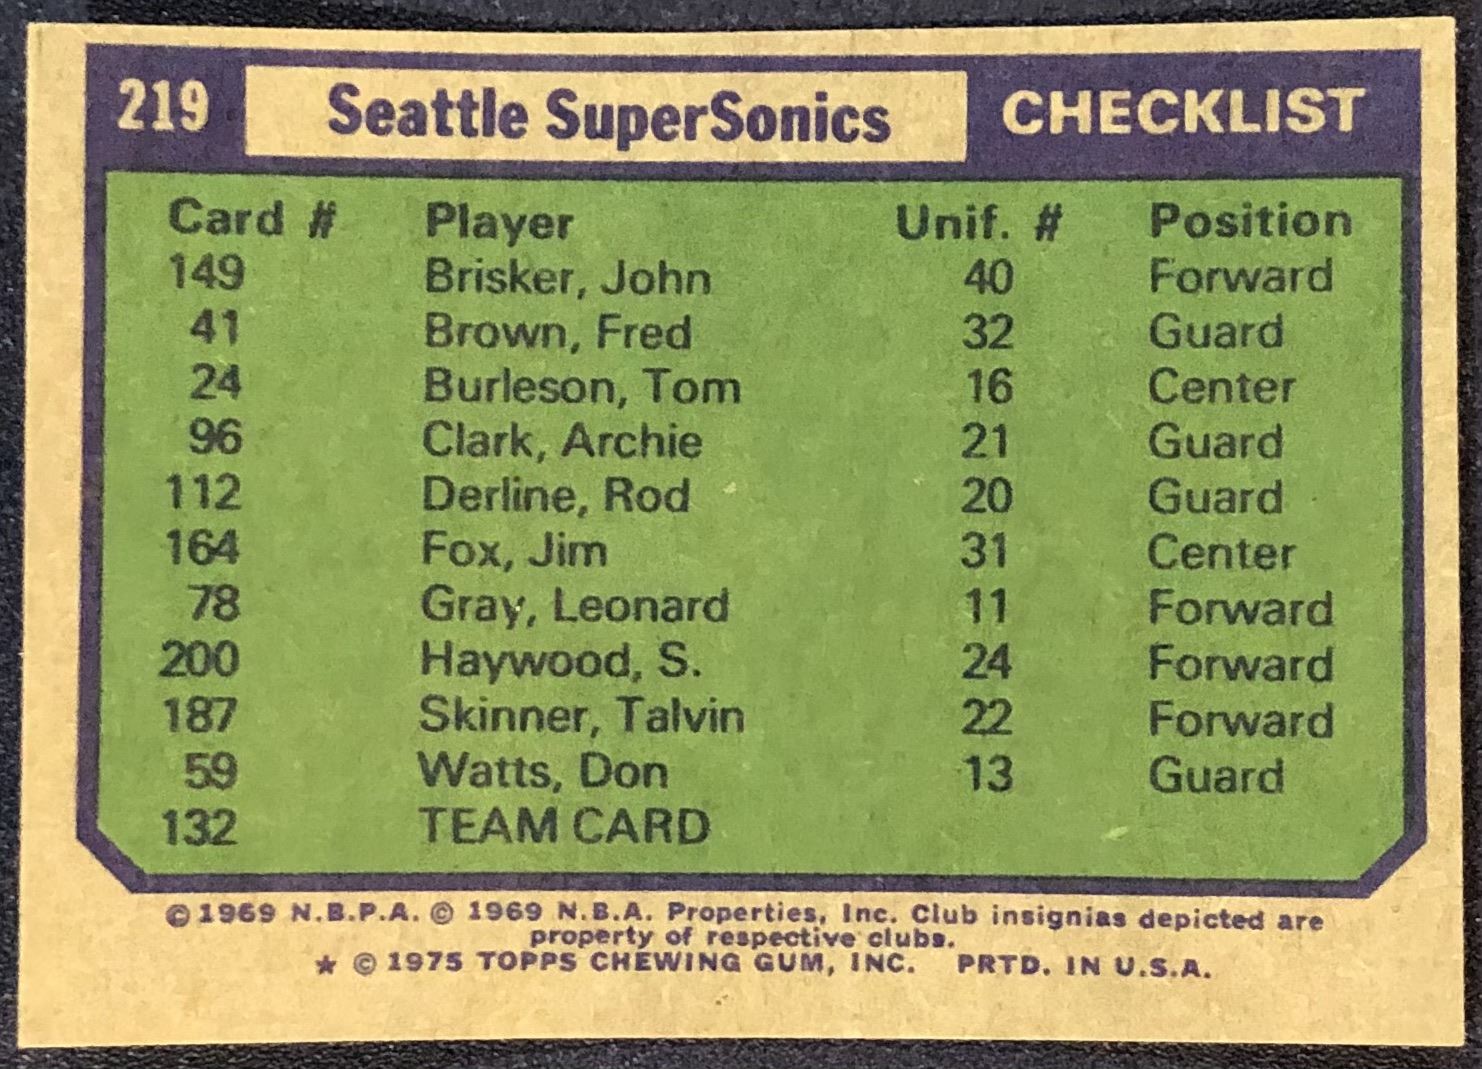 219 Seattle SuperSonics CHECKLIST
Card # Player Unif. # Position
149 Brisker, John 40 Forward
41 Brown, Fred 32 Guard
24 Burleson, Tom 16 Center
96 Clark, Archie 21 Guard
112 Derline, Rod 20 Guard
164 Fox, Jim 31 Center
78 Gray, Leonard 11 Forward
200 Haywood, S. 24 Forward
187 Skinner, Talvin 22 Forward
59 Watts, Don 13 Guard
132 TEAM CARD
© 1969 N.B.P.A. © 1969 N.B.A. Properties, Inc. Club insignias depicted are
property of respective clubs.
★ © 1975 TOPPS CHEWING GUM, INC. PRTD. IN U.S.A.